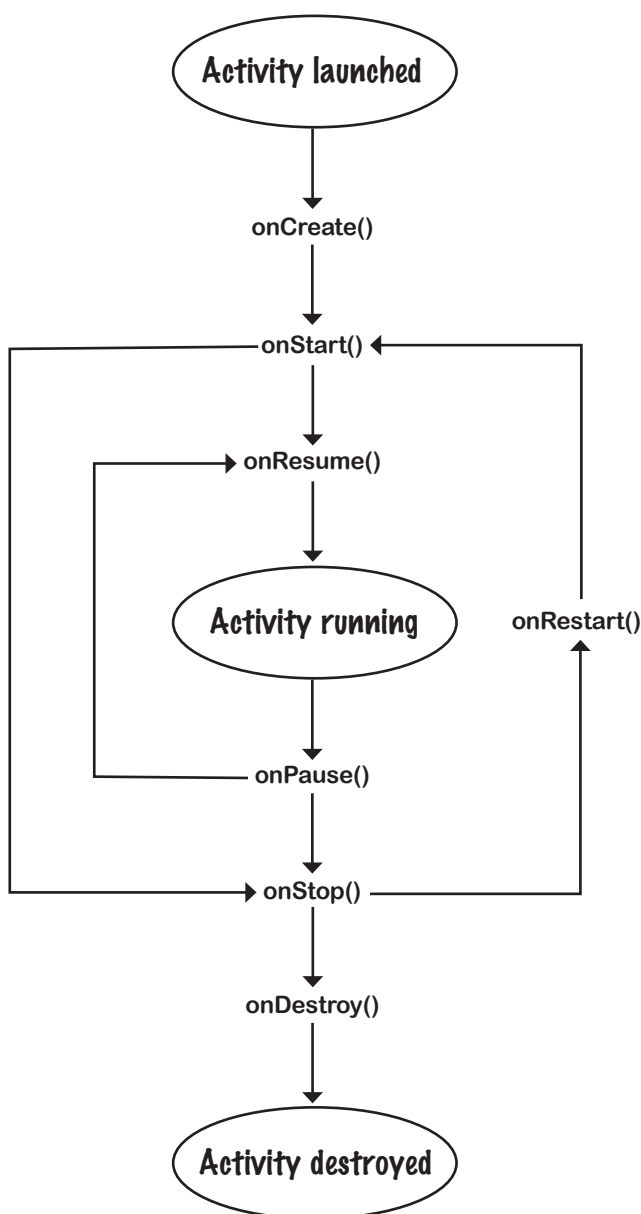 Activity launched
onCreate()
onStart()
onResume()
Activity running
onRestart()
onPause()
onStop()
onDestroy()
Activity destroyed